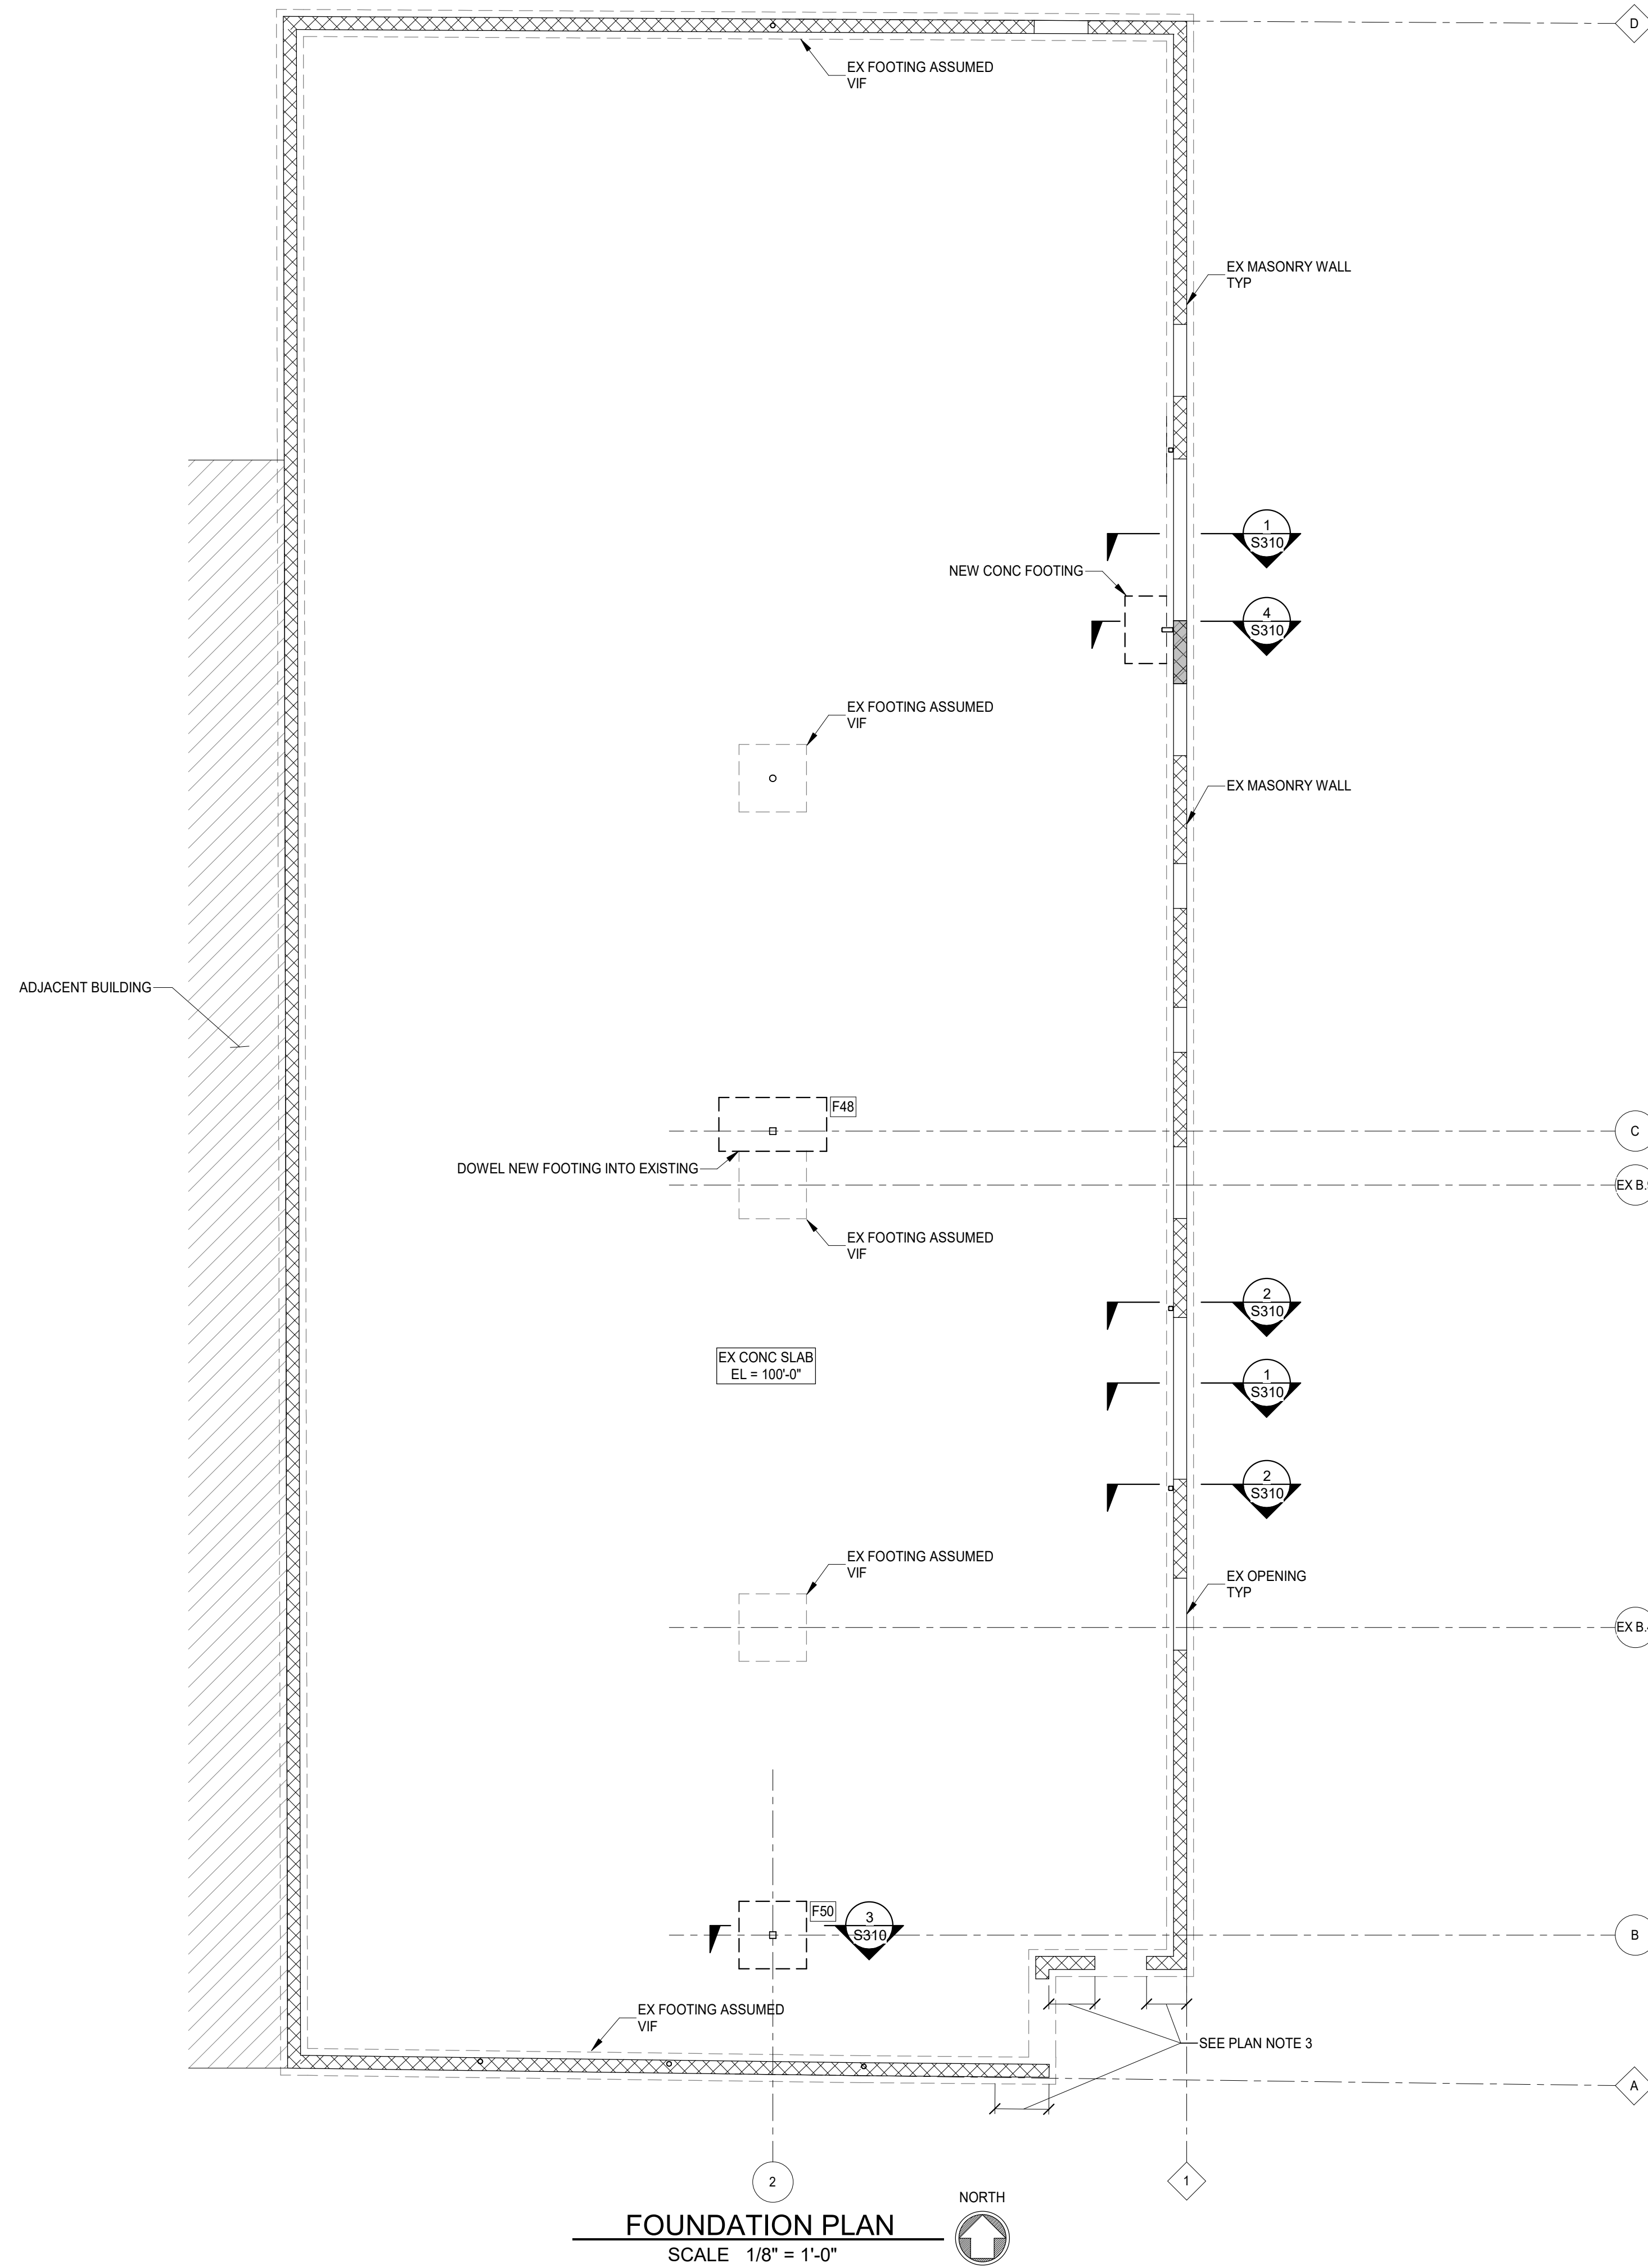 D
EX FOOTING ASSUMED
VIF
EX MASONRY WALL
TYP
1
S310
NEW CONC FOOTING
4
S310
EX FOOTING ASSUMED
VIF
EX MASONRY WALL
ADJACENT BUILDING
F48
C
DOWEL NEW FOOTING INTO EXISTING
EX B.
EX FOOTING ASSUMED
VIF
2
S310
EX CONC SLAB
EL = 100'-0"
1
S310
2
S310
EX FOOTING ASSUMED
VIF
EX OPENING
TYP
EX B.
F50
3
S310
B
EX FOOTING ASSUMED
VIF
SEE PLAN NOTE 3
A
2
1
NORTH
FOUNDATION PLAN
SCALE 1/8" = 1'-0"